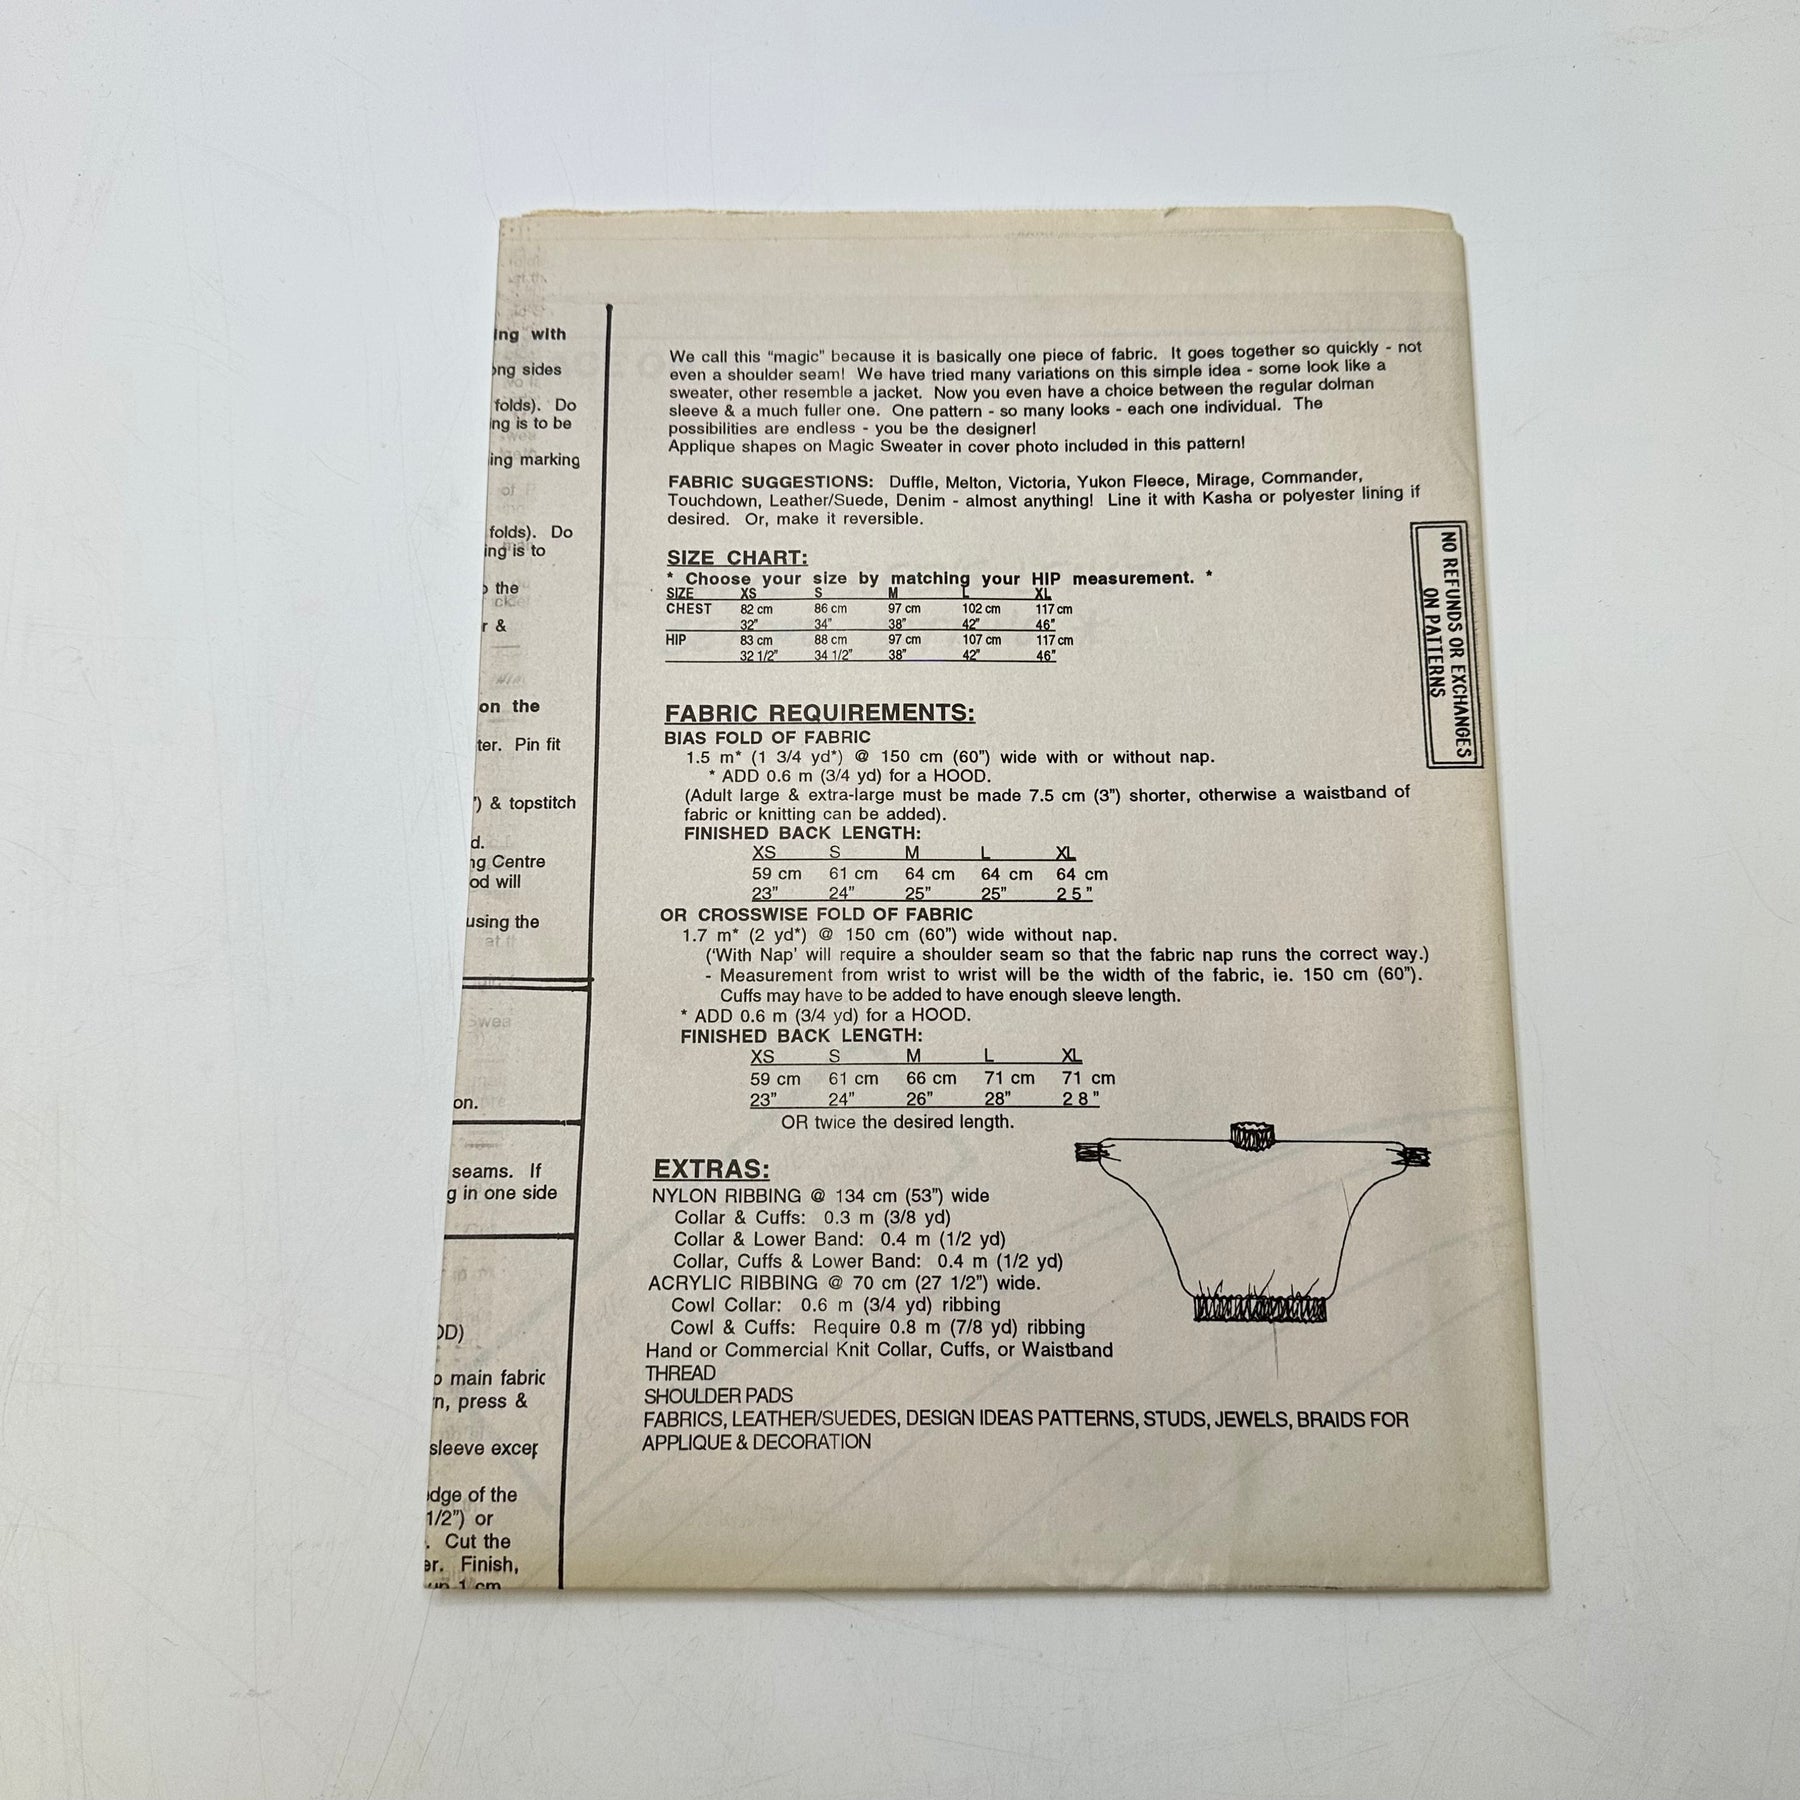 ing with
ong sides
folds). Do
ing is to be
ing marking
folds). Do
ing is to
the
r &
on the
ter. Pin fit
) & topstitch
d.
ng Centre
od will
using the
on.
seams. If
g in one side
OD)
o main fabric
n, press &
sleeve excep
edge of the
1/2") or
. Cut the
er. Finish,
up 1 cm
We call this "magic" because it is basically one piece of fabric. It goes together so quickly - not
even a shoulder seam! We have tried many variations on this simple idea - some look like a
sweater, other resemble a jacket. Now you even have a choice between the regular dolman
sleeve & a much fuller one. One pattern - so many looks - each one individual. The
possibilities are endless - you be the designer!
Applique shapes on Magic Sweater in cover photo included in this pattern!
FABRIC SUGGESTIONS: Duffle, Melton, Victoria, Yukon Fleece, Mirage, Commander,
Touchdown, Leather/Suede, Denim - almost anything! Line it with Kasha or polyester lining if
desired. Or, make it reversible.
SIZE CHART:
* Choose your size by matching your HIP measurement. *
SIZE XS S M L XL
CHEST 82 cm 86 cm 97 cm 102 cm 117 cm
32" 34" 38" 42" 46"
HIP 83 cm 88 cm 97 cm 107 cm 117 cm
32 1/2" 34 1/2" 38" 42" 46"
FABRIC REQUIREMENTS:
BIAS FOLD OF FABRIC
1.5 m* (1 3/4 yd*) @ 150 cm (60") wide with or without nap.
* ADD 0.6 m (3/4 yd) for a HOOD.
(Adult large & extra-large must be made 7.5 cm (3") shorter, otherwise a waistband of
fabric or knitting can be added).
FINISHED BACK LENGTH:
XS S M L XL
59 cm 61 cm 64 cm 64 cm 64 cm
23" 24" 25" 25" 25"
OR CROSSWISE FOLD OF FABRIC
1.7 m* (2 yd*) @ 150 cm (60") wide without nap.
('With Nap' will require a shoulder seam so that the fabric nap runs the correct way.)
- Measurement from wrist to wrist will be the width of the fabric, ie. 150 cm (60").
Cuffs may have to be added to have enough sleeve length.
* ADD 0.6 m (3/4 yd) for a HOOD.
FINISHED BACK LENGTH:
XS S M L XL
59 cm 61 cm 66 cm 71 cm 71 cm
23" 24" 26" 28" 28"
OR twice the desired length.
EXTRAS:
NYLON RIBBING @ 134 cm (53") wide
Collar & Cuffs: 0.3 m (3/8 yd)
Collar & Lower Band: 0.4 m (1/2 yd)
Collar, Cuffs & Lower Band: 0.4 m (1/2 yd)
ACRYLIC RIBBING @ 70 cm (27 1/2") wide.
Cowl Collar: 0.6 m (3/4 yd) ribbing
Cowl & Cuffs: Require 0.8 m (7/8 yd) ribbing
Hand or Commercial Knit Collar, Cuffs, or Waistband
THREAD
SHOULDER PADS
FABRICS, LEATHER/SUEDES, DESIGN IDEAS PATTERNS, STUDS, JEWELS, BRAIDS FOR
APPLIQUE & DECORATION
NO REFUNDS OR EXCHANGES
ON PATTERNS